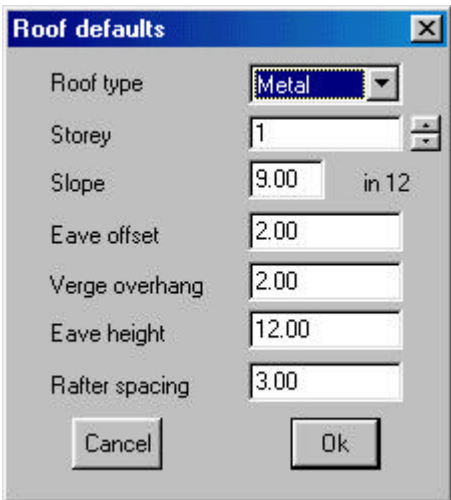 Roof defaults
Roof type Metal
Storey 1
Slope 9.00 in 12
Eave offset 2.00
Verge overhang 2.00
Eave height 12.00
Rafter spacing 3.00
Cancel Ok